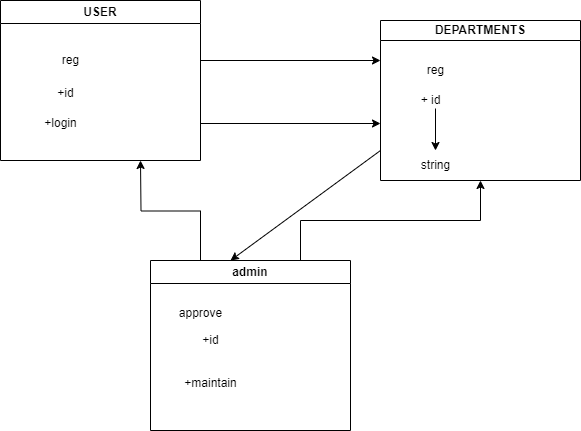 USER
reg
+id
+login
DEPARTMENTS
reg
+ id
string
admin
approve
+id
+maintain